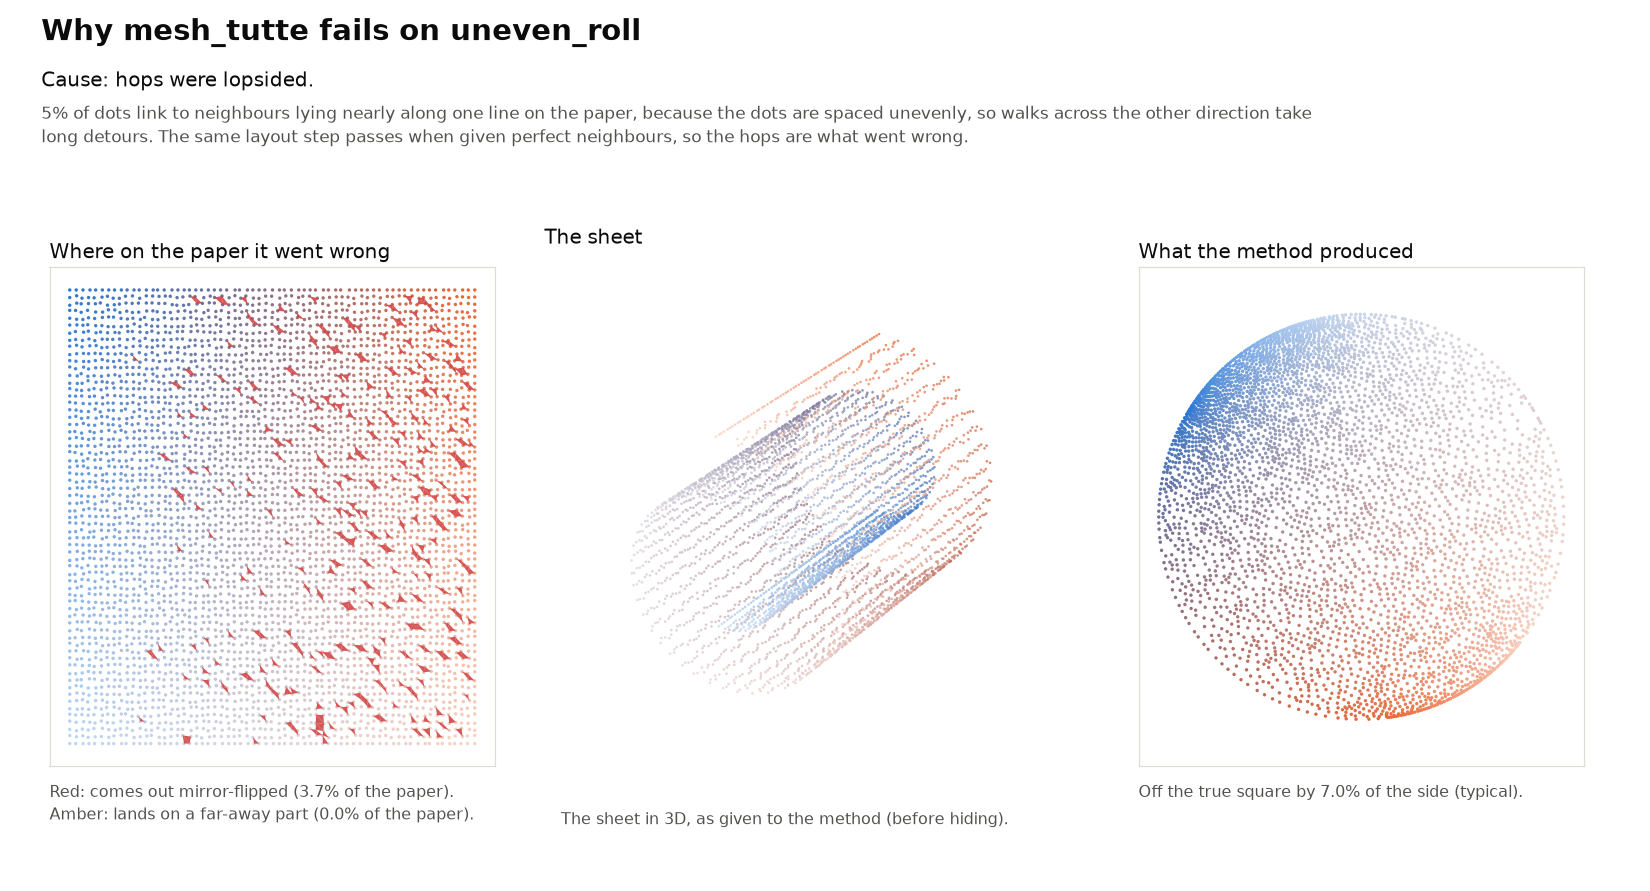 Why mesh_tutte fails on uneven_roll
Cause: hops were lopsided.
5% of dots link to neighbours lying nearly along one line on the paper, because the dots are spaced unevenly, so walks across the other direction take
long detours. The same layout step passes when given perfect neighbours, so the hops are what went wrong.
Where on the paper it went wrong
The sheet
What the method produced
Red: comes out mirror-flipped (3.7% of the paper).
Amber: lands on a far-away part (0.0% of the paper).
The sheet in 3D, as given to the method (before hiding).
Off the true square by 7.0% of the side (typical).